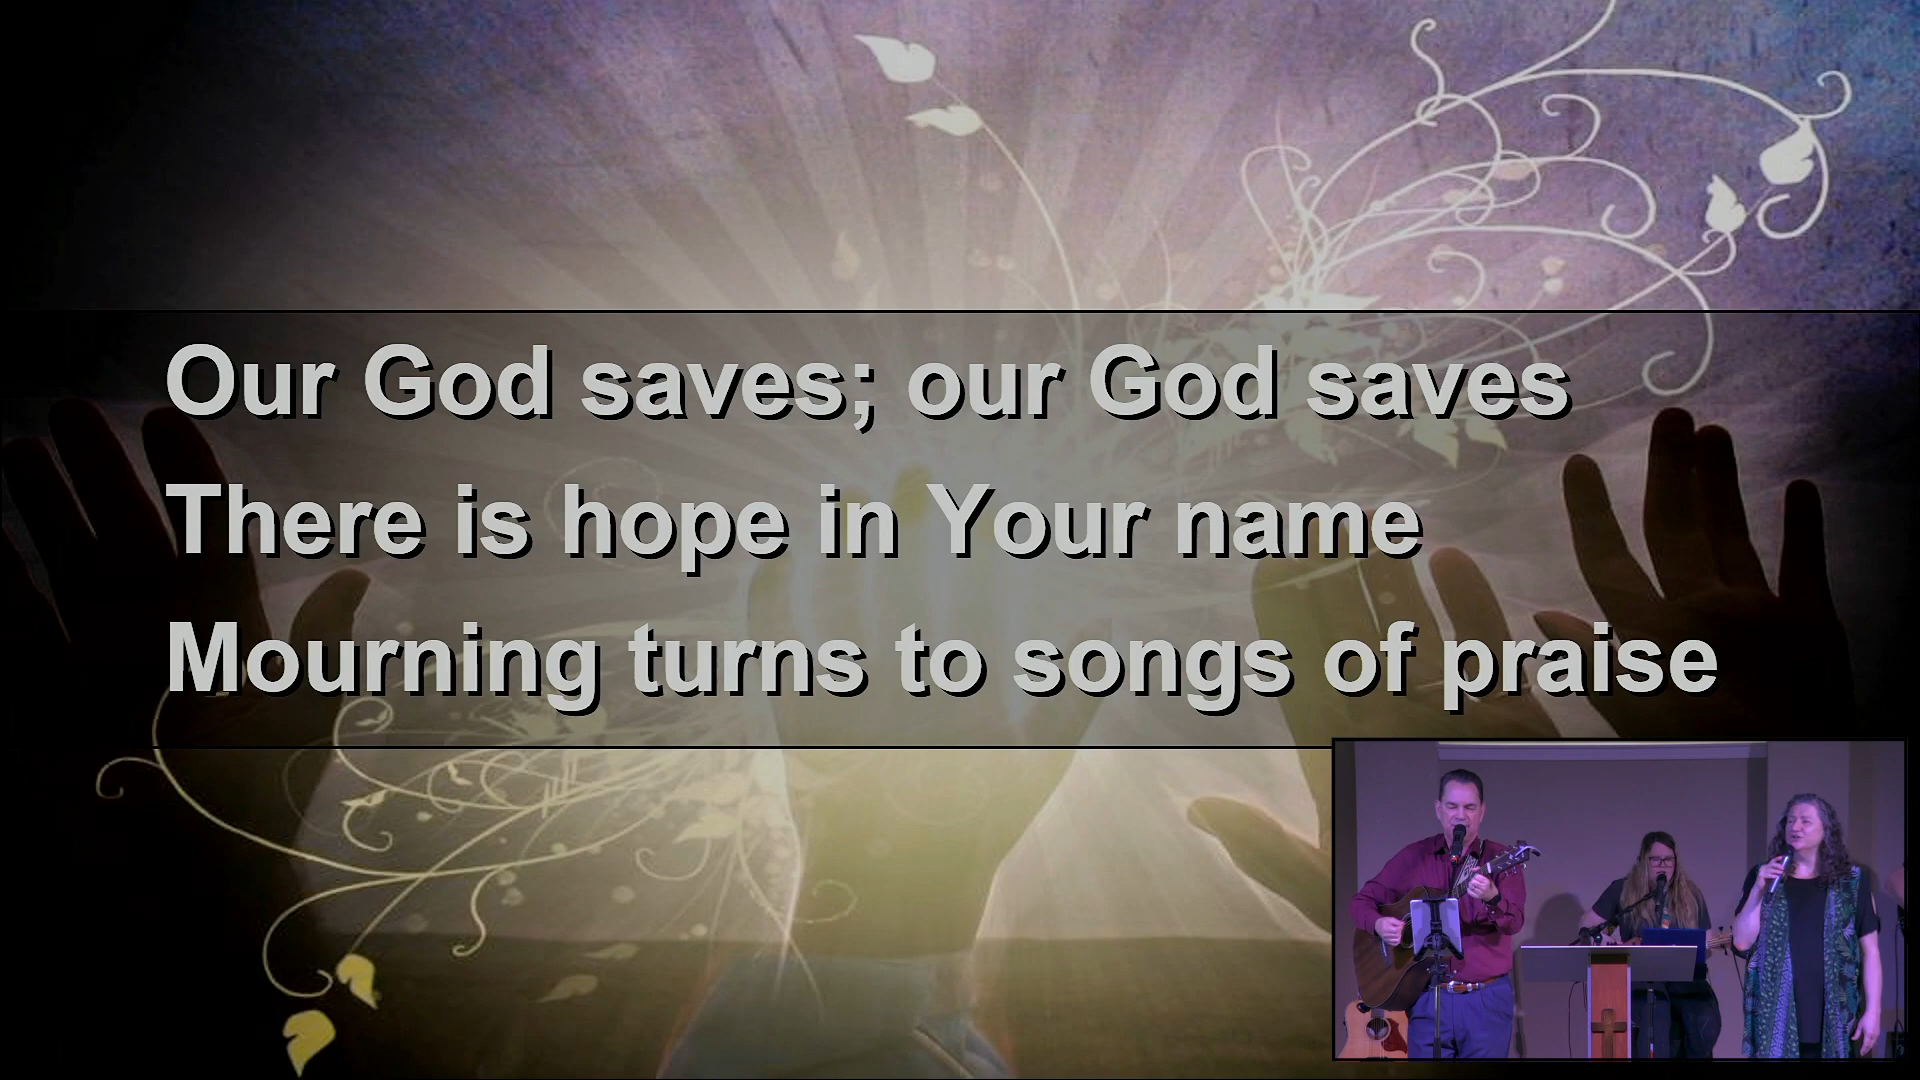 Our God saves; our God saves
There is hope in Your name
Mourning turns to songs of praise